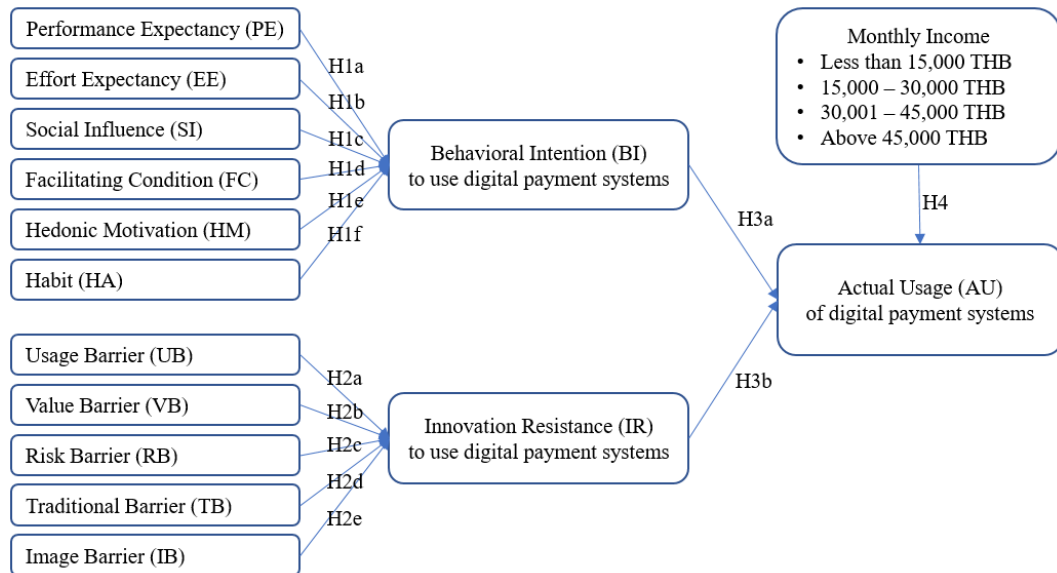 Performance Expectancy (PE)
Effort Expectancy (EE)
Social Influence (SI)
Facilitating Condition (FC)
Hedonic Motivation (HM)
Habit (HA)
H1a
H1b
H1c
H1d
H1e
H1f
Behavioral Intention (BI)
to use digital payment systems
Usage Barrier (UB)
Value Barrier (VB)
Risk Barrier (RB)
Traditional Barrier (TB)
Image Barrier (IB)
H2a
H2b
H2c
H2d
H2e
Innovation Resistance (IR)
to use digital payment systems
H3a
H3b
Monthly Income
• Less than 15,000 THB
• 15,000 – 30,000 THB
• 30,001 – 45,000 THB
• Above 45,000 THB
H4
Actual Usage (AU)
of digital payment systems